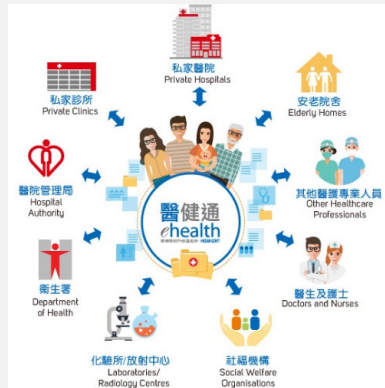 私家醫院
Private Hospitals
私家診所
Private Clinics
安老院舍
Elderly Homes
醫院管理局
Hospital
Authority
醫健通
ehealth
其他醫護專業人員
Other Healthcare
Professionals
衞生署
Department
of Health
醫生及護士
Doctors and Nurses
化驗所/放射中心
Laboratories/
Radiology Centres
社福機構
Social Welfare
Organisations